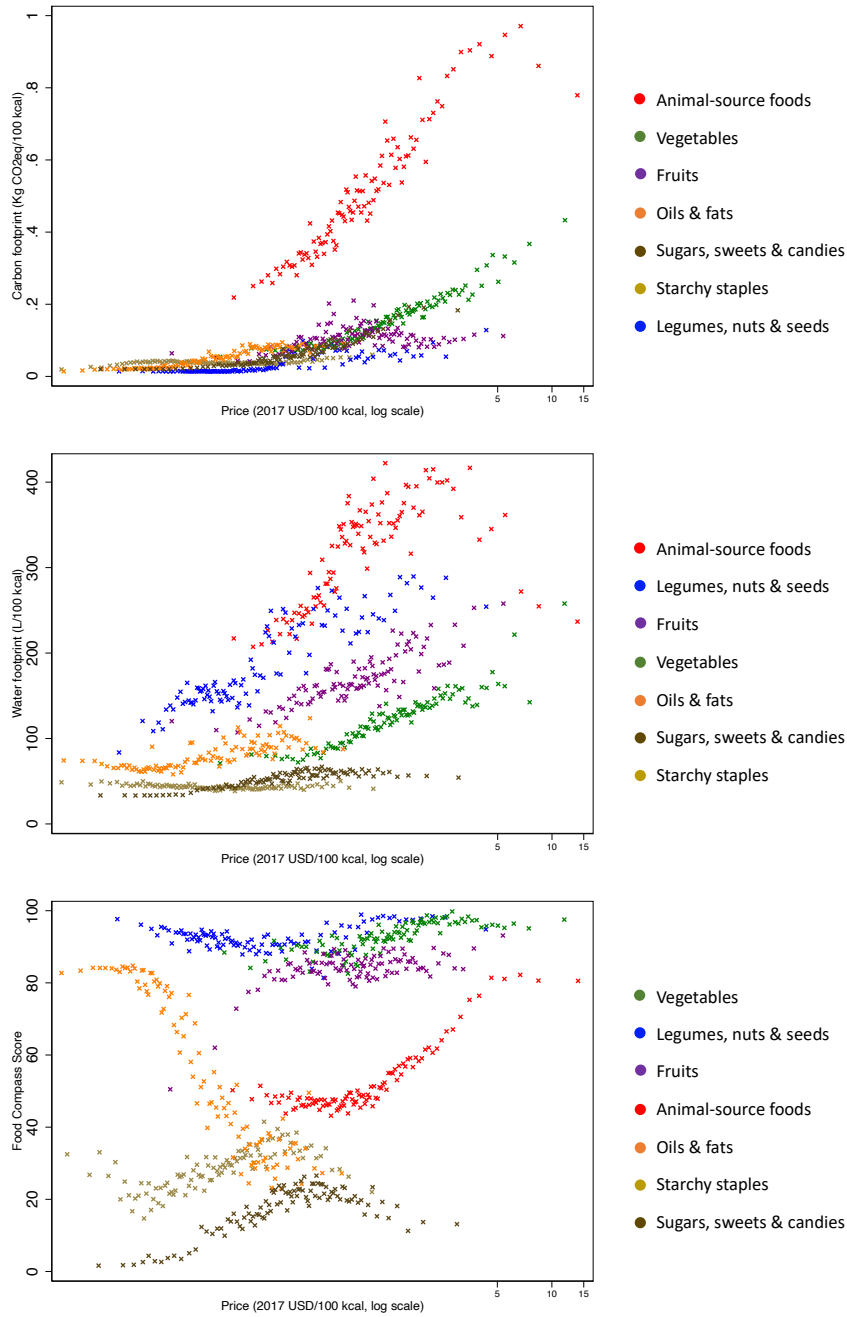 1
.8
.6
.4
.2
0
Carbon footprint (Kg CO2eq/100 kcal)
5
10
15
Price (2017 USD/100 kcal, log scale)
Animal-source foods
Vegetables
Fruits
Oils & fats
Sugars, sweets & candies
Starchy staples
Legumes, nuts & seeds
400
300
200
100
0
Water footprint (L/100 kcal)
5
10
15
Price (2017 USD/100 kcal, log scale)
Animal-source foods
Legumes, nuts & seeds
Fruits
Vegetables
Oils & fats
Sugars, sweets & candies
Starchy staples
100
80
60
40
20
0
Food Compass Score
5
10
15
Price (2017 USD/100 kcal, log scale)
Vegetables
Legumes, nuts & seeds
Fruits
Animal-source foods
Oils & fats
Starchy staples
Sugars, sweets & candies